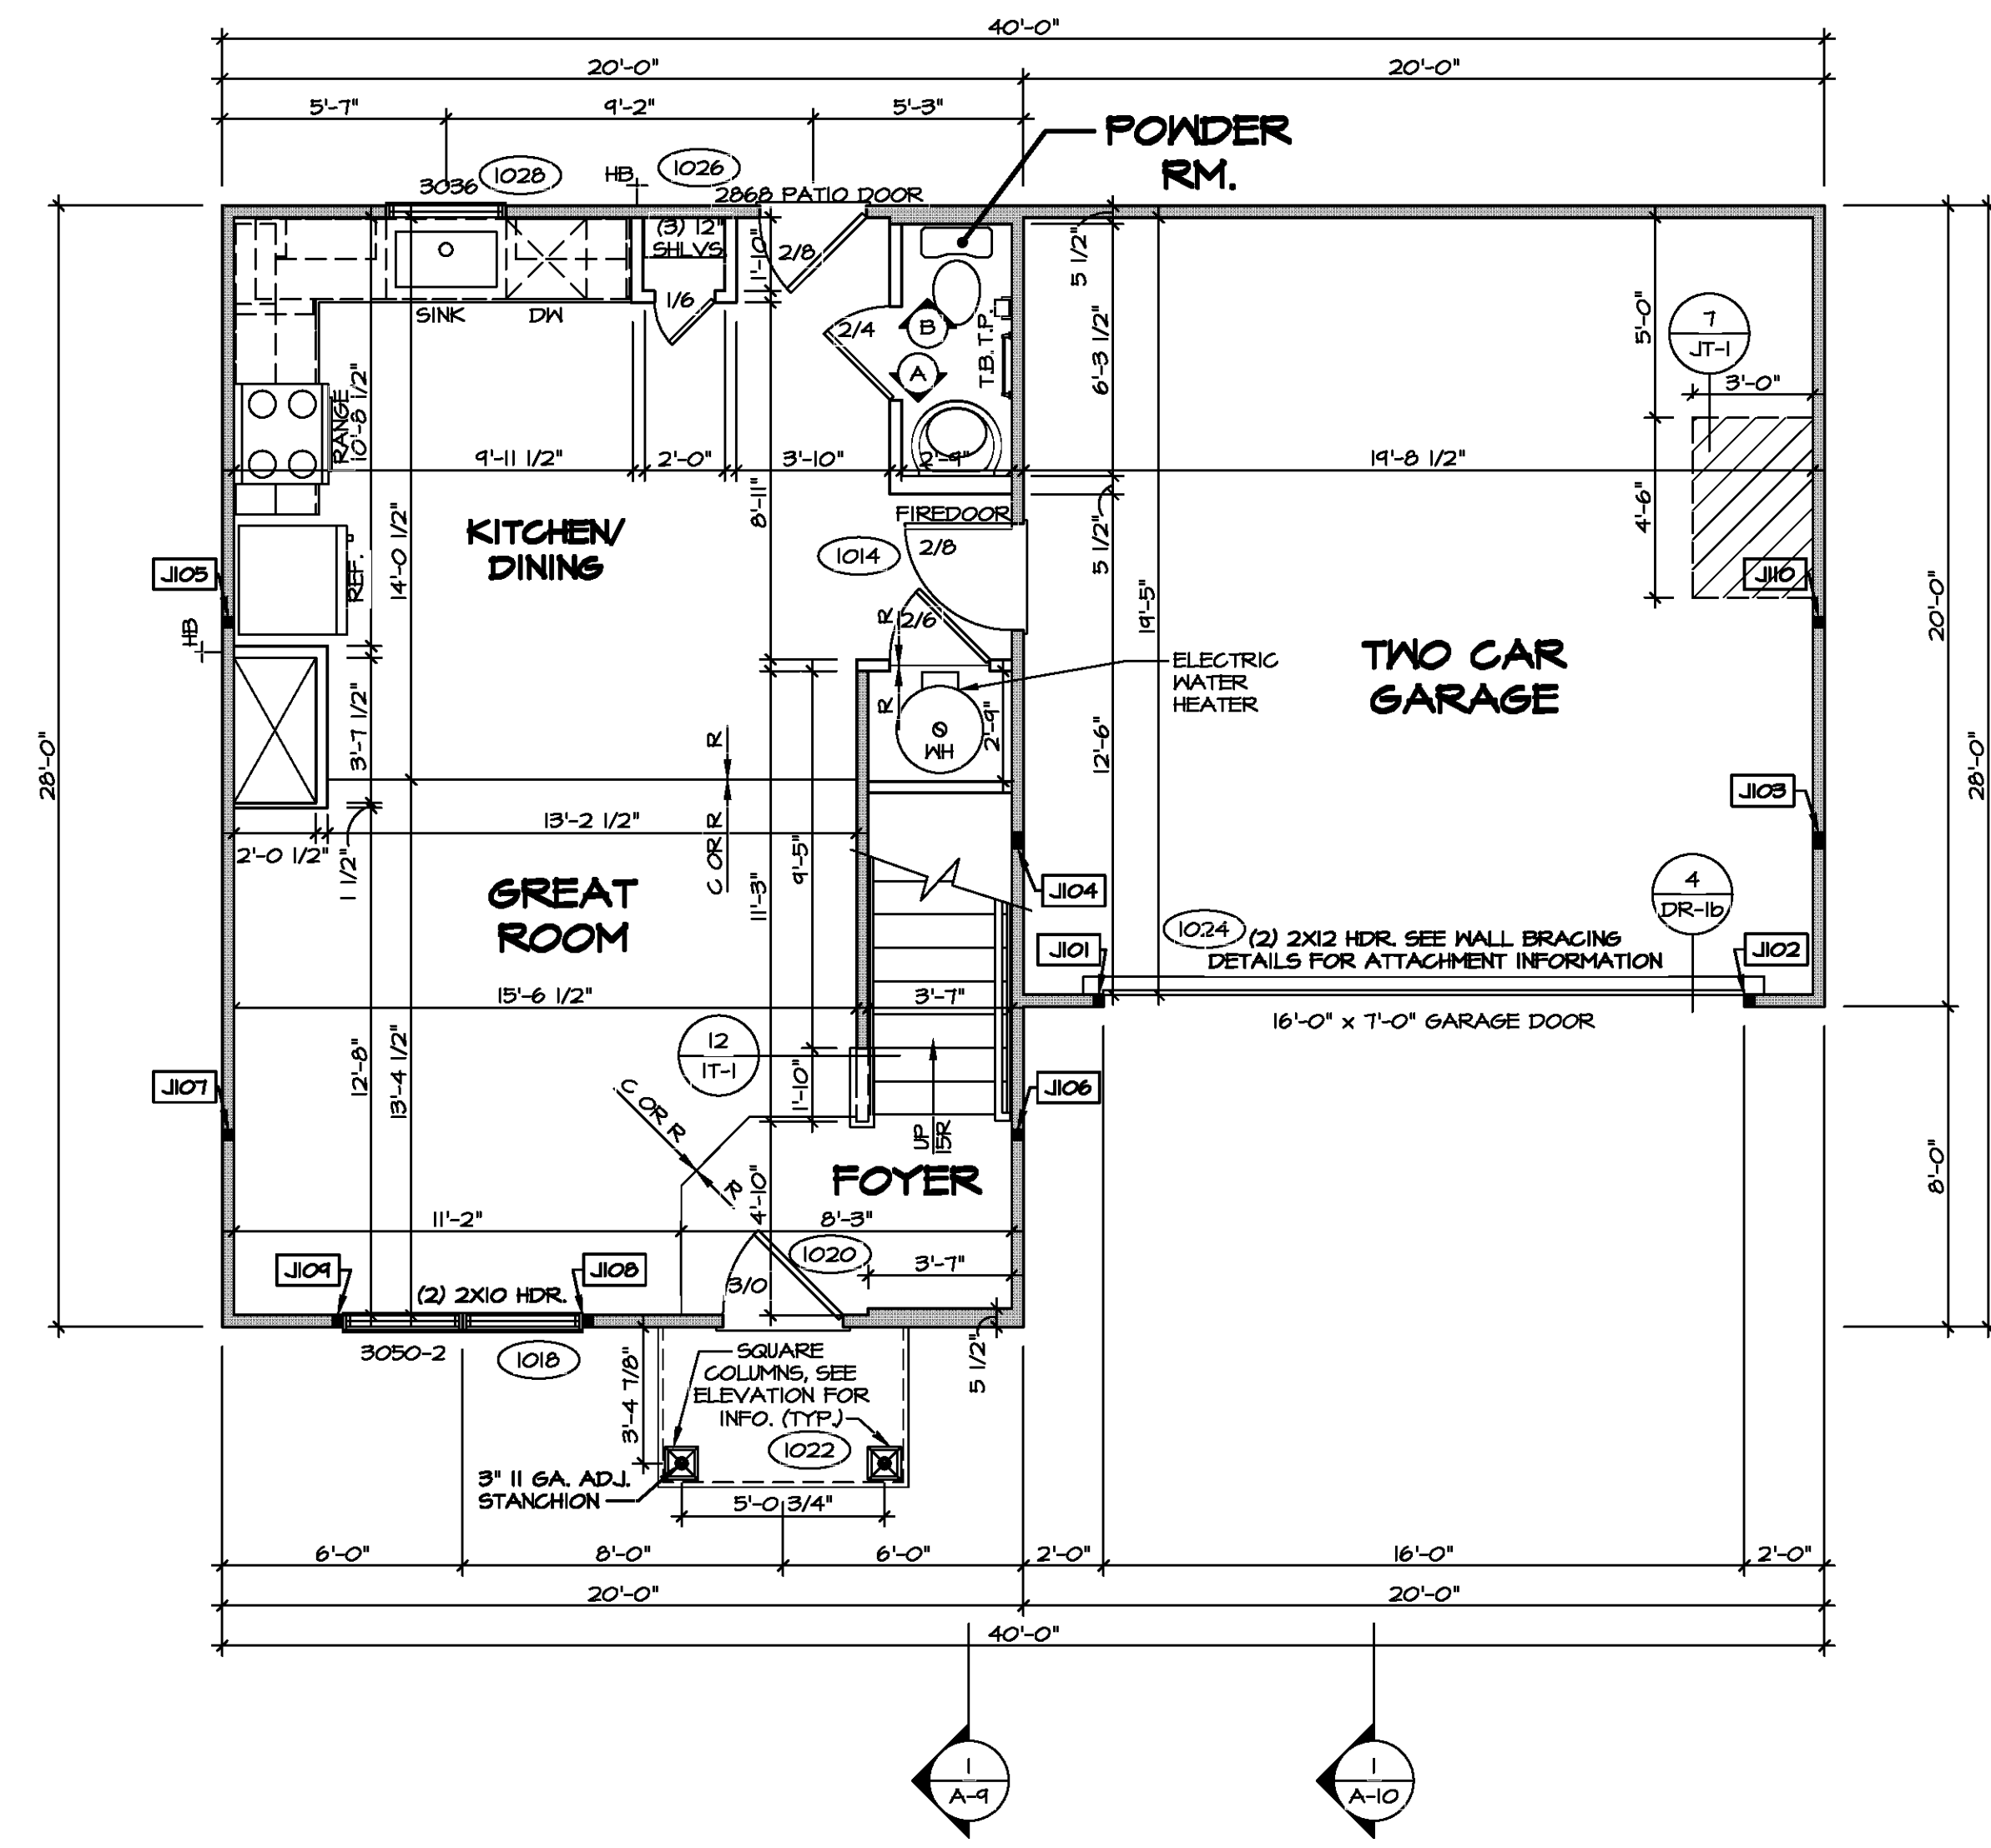 40'-0"
20'-0"
20'-0"
5'-7"
9'-2"
5'-3"
POWDER
RM.
3036
1028
HB
1026
2868 PATIO DOOR
(3) 12"
SHLVS
1'-10"
2/8
5 1/2"
1/6
SINK
DW
2/4
B
A
T.B.
T.P.
6'-3 1/2"
5'-0"
7
JT-1
3'-0"
RANGE
10'-8 1/2"
9'-11 1/2"
2'-0"
3'-10"
2'-9"
19'-8 1/2"
8'-11"
14'-0 1/2"
4'-6"
KITCHEN/
DINING
FIREDOOR
2/8
1014
5 1/2"
J105
REF.
J110
HB
R
2/6
19'-5"
20'-0"
28'-0"
28'-0"
TWO CAR
GARAGE
ELECTRIC
WATER
HEATER
3'-7 1/2"
R
R
2'-9"
WH
12'-6"
J103
13'-2 1/2"
C OR R
2'-0 1/2"
1 1/2"
9'-5"
11'-3"
GREAT
ROOM
J104
4
DR-1b
1024
J101
(2) 2X12 HDR. SEE WALL BRACING
DETAILS FOR ATTACHMENT INFORMATION
J102
15'-6 1/2"
3'-7"
16'-0" x 7'-0" GARAGE DOOR
12
IT-1
12'-8"
13'-4 1/2"
J107
1'-10"
J106
C OR R
R
UP
15R
4'-10"
FOYER
8'-0"
11'-2"
8'-3"
1020
3'-7"
J109
J108
(2) 2X10 HDR.
3/0
3050-2
1018
5 1/2"
3'-4 7/8"
SQUARE
COLUMNS, SEE
ELEVATION FOR
INFO. (TYP.)
1022
3" 11 GA. ADJ.
STANCHION
5'-0 3/4"
6'-0"
8'-0"
6'-0"
2'-0"
16'-0"
2'-0"
20'-0"
20'-0"
40'-0"
1
A-9
1
A-10